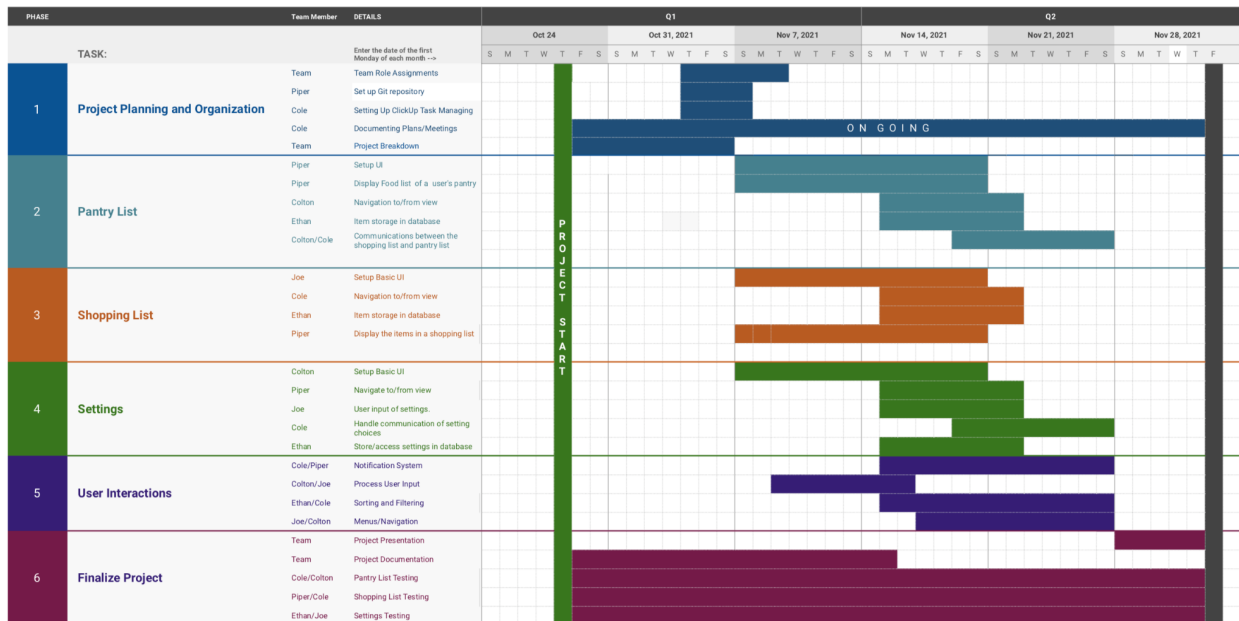 PHASE Team Member DETAILS Q1 Q2
Oct 24 Oct 31, 2021 Nov 7, 2021 Nov 14, 2021 Nov 21, 2021 Nov 28, 2021
TASK: Enter the date of the first
Monday of each month -->
S M T W T F S S M T W T F S S M T W T F S S M T W T F S S M T W T F S S M T W T F
Team Team Role Assignments
Piper Set up Git repository
1 Project Planning and Organization Cole Setting Up ClickUp Task Managing
Cole Documenting Plans/Meetings ON GOING
Team Project Breakdown
Piper Setup UI
Piper Display Food list of a user's pantry
2 Pantry List Colton Navigation to/from view
Ethan Item storage in database
Colton/Cole Communications between the
shopping list and pantry list
PROJECT START
Joe Setup Basic UI
Cole Navigation to/from view
3 Shopping List Ethan Item storage in database
Piper Display the items in a shopping list
Colton Setup Basic UI
Piper Navigate to/from view
4 Settings Joe User input of settings.
Cole Handle communication of setting
choices
Ethan Store/access settings in database
Cole/Piper Notification System
5 User Interactions Colton/Joe Process User Input
Ethan/Cole Sorting and Filtering
Joe/Colton Menus/Navigation
Team Project Presentation
Team Project Documentation
6 Finalize Project Cole/Colton Pantry List Testing
Piper/Cole Shopping List Testing
Ethan/Joe Settings Testing